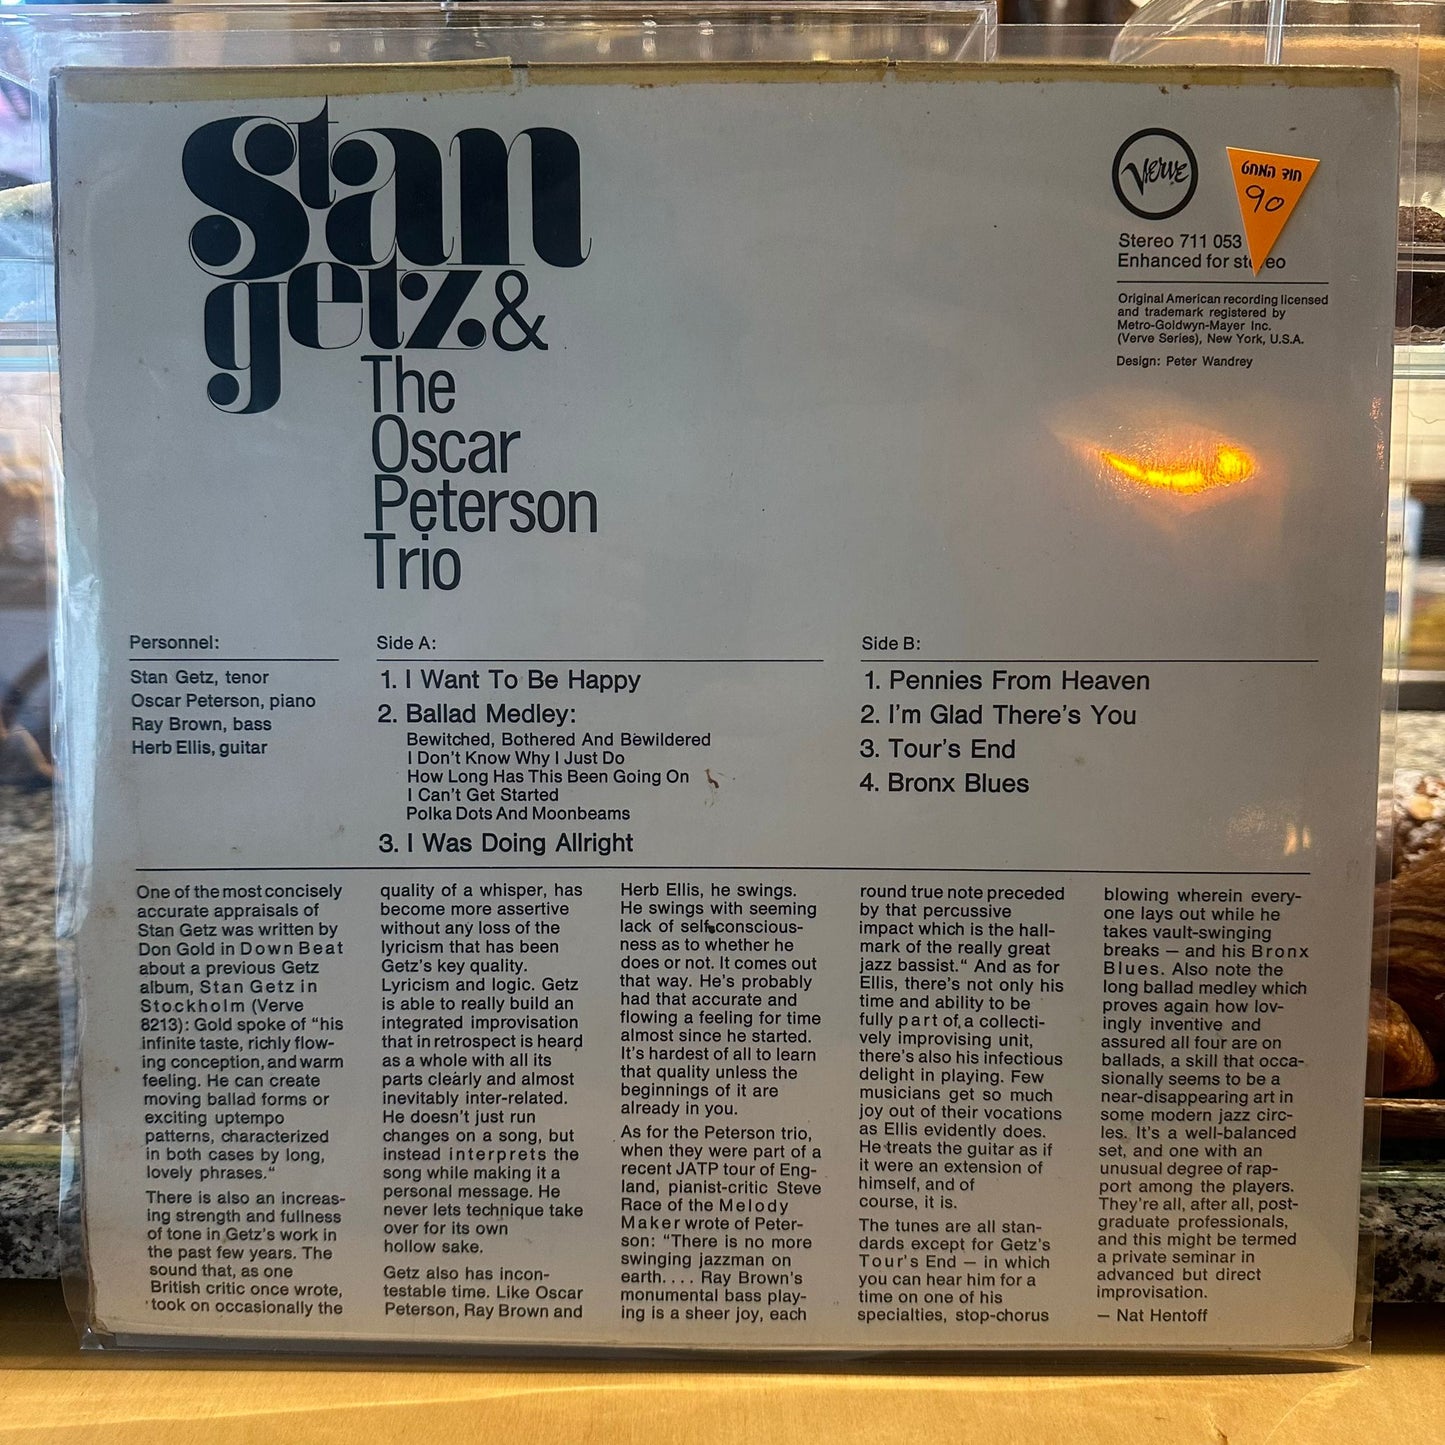 Stan
getz &
The
Oscar
Peterson
Trio
Verve
חוד המחט
90
Stereo 711 053
Enhanced for stereo
Original American recording licensed
and trademark registered by
Metro-Goldwyn-Mayer Inc.
(Verve Series), New York, U.S.A.
Design: Peter Wandrey
Personnel:
Stan Getz, tenor
Oscar Peterson, piano
Ray Brown, bass
Herb Ellis, guitar
Side A:
1. I Want To Be Happy
2. Ballad Medley:
Bewitched, Bothered And Bewildered
I Don't Know Why I Just Do
How Long Has This Been Going On
I Can't Get Started
Polka Dots And Moonbeams
3. I Was Doing Allright
Side B:
1. Pennies From Heaven
2. I'm Glad There's You
3. Tour's End
4. Bronx Blues
One of the most concisely
accurate appraisals of
Stan Getz was written by
Don Gold in Down Beat
about a previous Getz
album, Stan Getz in
Stockholm (Verve
8213): Gold spoke of "his
infinite taste, richly flow-
ing conception, and warm
feeling. He can create
moving ballad forms or
exciting uptempo
patterns, characterized
in both cases by long,
lovely phrases."
There is also an increas-
ing strength and fullness
of tone in Getz's work in
the past few years. The
sound that, as one
British critic once wrote,
took on occasionally the
quality of a whisper, has
become more assertive
without any loss of the
lyricism that has been
Getz's key quality.
Lyricism and logic. Getz
is able to really build an
integrated improvisation
that in retrospect is heard
as a whole with all its
parts clearly and almost
inevitably inter-related.
He doesn't just run
changes on a song, but
instead interprets the
song while making it a
personal message. He
never lets technique take
over for its own
hollow sake.
Getz also has incon-
testable time. Like Oscar
Peterson, Ray Brown and
Herb Ellis, he swings.
He swings with seeming
lack of self-conscious-
ness as to whether he
does or not. It comes out
that way. He's probably
had that accurate and
flowing a feeling for time
almost since he started.
It's hardest of all to learn
that quality unless the
beginnings of it are
already in you.
As for the Peterson trio,
when they were part of a
recent JATP tour of Eng-
land, pianist-critic Steve
Race of the Melody
Maker wrote of Peter-
son: "There is no more
swinging jazzman on
earth.... Ray Brown's
monumental bass play-
ing is a sheer joy, each
round true note preceded
by that percussive
impact which is the hall-
mark of the really great
jazz bassist." And as for
Ellis, there's not only his
time and ability to be
fully part of a collecti-
vely improvising unit,
there's also his infectious
delight in playing. Few
musicians get so much
joy out of their vocations
as Ellis evidently does.
He treats the guitar as if
it were an extension of
himself, and of
course, it is.
The tunes are all stan-
dards except for Getz's
Tour's End — in which
you can hear him for a
time on one of his
specialties, stop-chorus
blowing wherein every-
one lays out while he
takes vault-swinging
breaks — and his Bronx
Blues. Also note the
long ballad medley which
proves again how lov-
ingly inventive and
assured all four are on
ballads, a skill that occa-
sionally seems to be a
near-disappearing art in
some modern jazz circ-
les. It's a well-balanced
set, and one with an
unusual degree of rap-
port among the players.
They're all, after all, post-
graduate professionals,
and this might be termed
a private seminar in
advanced but direct
improvisation.
— Nat Hentoff